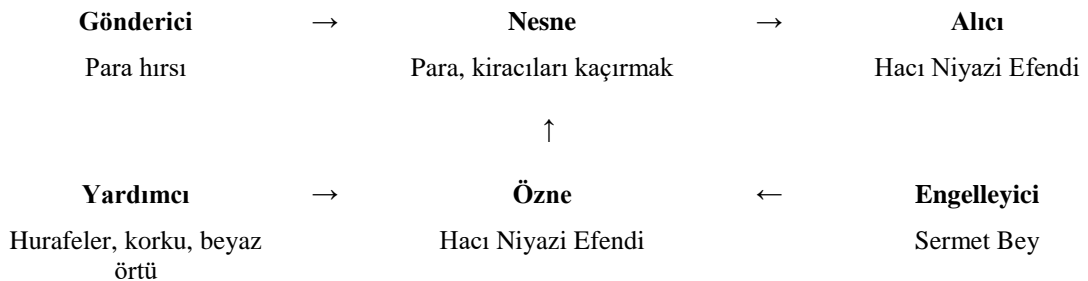 Gönderici → Nesne → Alıcı
Para hırsı Para, kiracıları kaçırmak Hacı Niyazi Efendi
↑
Yardımcı → Özne ← Engelleyici
Hurafeler, korku, beyaz Hacı Niyazi Efendi Sermet Bey
örtü